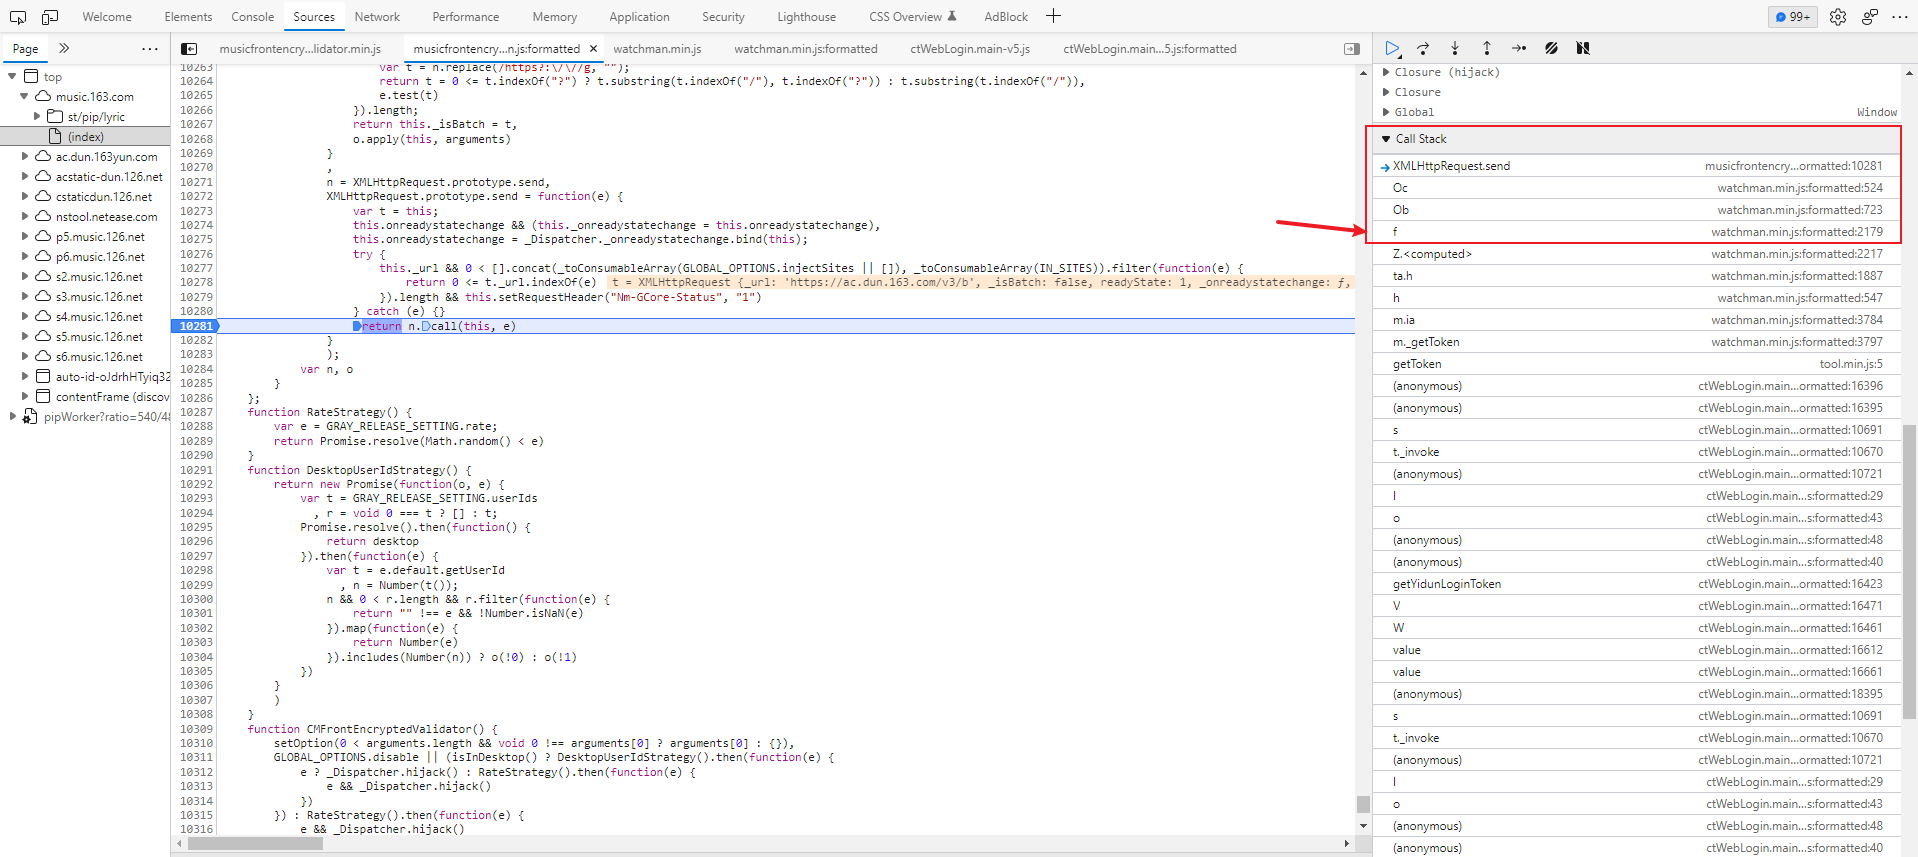 Welcome Elements Console Sources Network Performance Memory Application Security Lighthouse CSS Overview AdBlock 99+
Page
musicfrontency...lidator.min.js musicfrontency...n.js:formatted × watchman.min.js watchman.min.js:formatted ctWebLogin.main-v5.js ctWebLogin.main...5.js:formatted
top
music.163.com
st/pip/lyric
(index)
ac.dun.163yun.com
acstatic-dun.126.net
cstaticdun.126.net
nstool.netease.com
p5.music.126.net
p6.music.126.net
s2.music.126.net
s3.music.126.net
s4.music.126.net
s5.music.126.net
s6.music.126.net
auto-id-oJdrhHTyiq32
contentFrame (discov
pipWorker?ratio=540/48
10263 var t = n.replace(/https?:\/\//g, "");
10264 return t = 0 <= t.indexOf("?") ? t.substring(t.indexOf("/"), t.indexOf("?")) : t.substring(t.indexOf("/")),
10265 e.test(t)
10266 }).length;
10267 return this._isBatch = t,
10268 o.apply(this, arguments)
10269 }
10270 ,
10271 n = XMLHttpRequest.prototype.send,
10272 XMLHttpRequest.prototype.send = function(e) {
10273 var t = this;
10274 this.onreadystatechange && (this._onreadystatechange = this.onreadystatechange),
10275 this.onreadystatechange = _Dispatcher._onreadystatechange.bind(this);
10276 try {
10277 this._url && 0 < [].concat(_toConsumableArray(GLOBAL_OPTIONS.injectSites || []), _toConsumableArray(IN_SITES)).filter(function(e) {
10278 return 0 <= t._url.indexOf(e) t = XMLHttpRequest {_url: 'https://ac.dun.163.com/v3/b', _isBatch: false, readyState: 1, _onreadystatechange: ƒ,
10279 }).length && this.setRequestHeader("Nm-GCore-Status", "1")
10280 } catch (e) {}
10281 return n.call(this, e)
10282 }
10283 );
10284 var n, o
10285 }
10286 };
10287 function RateStrategy() {
10288 var e = GRAY_RELEASE_SETTING.rate;
10289 return Promise.resolve(Math.random() < e)
10290 }
10291 function DesktopUserIdStrategy() {
10292 return new Promise(function(o, e) {
10293 var t = GRAY_RELEASE_SETTING.userIds
10294 , r = void 0 === t ? [] : t;
10295 Promise.resolve().then(function() {
10296 return desktop
10297 }).then(function(e) {
10298 var t = e.default.getUserId
10299 , n = Number(t());
10300 n && 0 < r.length && r.filter(function(e) {
10301 return "" !== e && !Number.isNaN(e)
10302 }).map(function(e) {
10303 return Number(e)
10304 }).includes(Number(n)) ? o(!0) : o(!1)
10305 })
10306 }
10307 )
10308 }
10309 function CMFrontEncryptedValidator() {
10310 setOption(0 < arguments.length && void 0 !== arguments[0] ? arguments[0] : {}),
10311 GLOBAL_OPTIONS.disable || (isInDesktop() ? DesktopUserIdStrategy().then(function(e) {
10312 e ? _Dispatcher.hijack() : RateStrategy().then(function(e) {
10313 e && _Dispatcher.hijack()
10314 })
10315 }) : RateStrategy().then(function(e) {
10316 e && _Dispatcher.hijack()
Closure (hijack)
Closure
Global Window
Call Stack
XMLHttpRequest.send musicfrontency...ormatted:10281
Oc watchman.min.js:formatted:524
Ob watchman.min.js:formatted:723
f watchman.min.js:formatted:2179
Z.<computed> watchman.min.js:formatted:2217
ta.h watchman.min.js:formatted:1887
h watchman.min.js:formatted:547
m.ia watchman.min.js:formatted:3784
m._getToken watchman.min.js:formatted:3797
getToken tool.min.js:5
(anonymous) ctWebLogin.main...ormatted:16396
(anonymous) ctWebLogin.main...ormatted:16395
s ctWebLogin.main...ormatted:10691
t._invoke ctWebLogin.main...ormatted:10670
(anonymous) ctWebLogin.main...ormatted:10721
l ctWebLogin.main...s:formatted:29
o ctWebLogin.main...s:formatted:43
(anonymous) ctWebLogin.main...s:formatted:48
(anonymous) ctWebLogin.main...s:formatted:40
getYidunLoginToken ctWebLogin.main...ormatted:16423
V ctWebLogin.main...ormatted:16471
W ctWebLogin.main...ormatted:16461
value ctWebLogin.main...ormatted:16612
value ctWebLogin.main...ormatted:16661
(anonymous) ctWebLogin.main...ormatted:18395
s ctWebLogin.main...ormatted:10691
t._invoke ctWebLogin.main...ormatted:10670
(anonymous) ctWebLogin.main...ormatted:10721
l ctWebLogin.main...s:formatted:29
o ctWebLogin.main...s:formatted:43
(anonymous) ctWebLogin.main...s:formatted:48
(anonymous) ctWebLogin.main...s:formatted:40